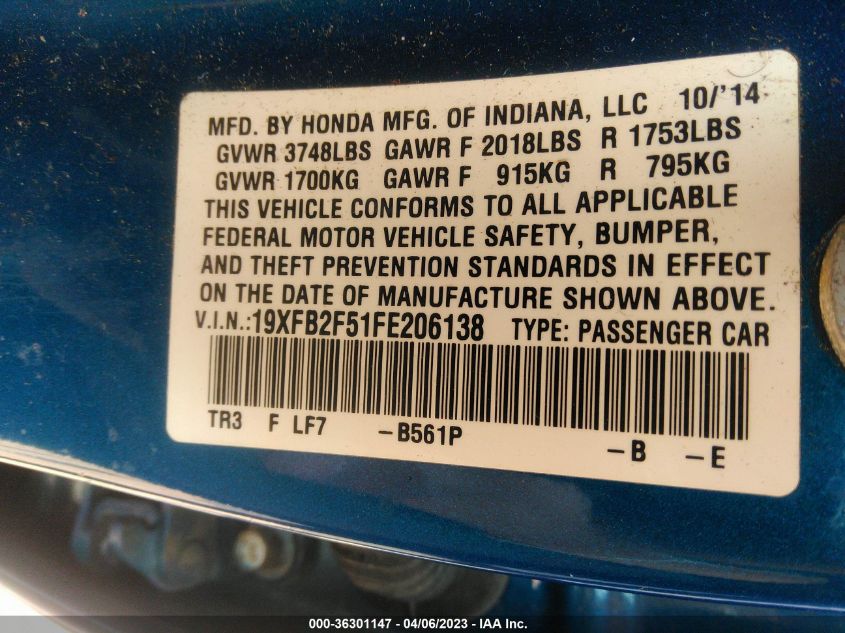 MFD. BY HONDA MFG. OF INDIANA, LLC 10/'14
GVWR 3748LBS GAWR F 2018LBS R 1753LBS
GVWR 1700KG GAWR F 915KG R 795KG
THIS VEHICLE CONFORMS TO ALL APPLICABLE
FEDERAL MOTOR VEHICLE SAFETY, BUMPER,
AND THEFT PREVENTION STANDARDS IN EFFECT
ON THE DATE OF MANUFACTURE SHOWN ABOVE.
V.I.N.:19XFB2F51FE206138 TYPE: PASSENGER CAR
TR3 F LF7 -B561P -B -E
000-36301147 - 04/06/2023 - IAA Inc.